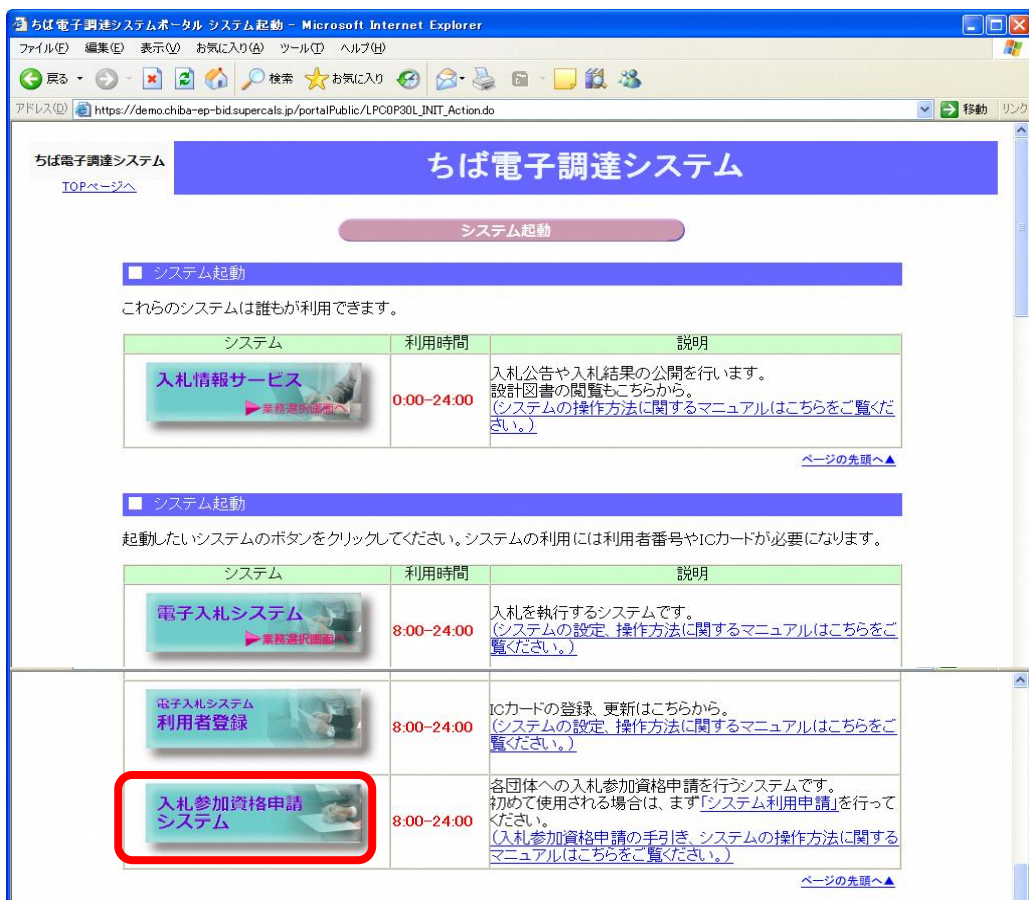 ちば電子調達システムポータル システム起動 - Microsoft Internet Explorer
ファイル(F) 編集(E) 表示(V) お気に入り(A) ツール(T) ヘルプ(H)
戻る 検索 お気に入り
アドレス(D) https://demo.chiba-ep-bid.supercals.jp/portalPublic/LPC0P30L_INIT_Action.do 移動 リンク
ちば電子調達システム
TOPページへ
ちば電子調達システム
システム起動
■ システム起動
これらのシステムは誰もが利用できます。
システム 利用時間 説明
入札情報サービス
▶業務選択画面へ
0:00-24:00
入札公告や入札結果の公開を行います。
設計図書の閲覧もこちらから。
(システムの操作方法に関するマニュアルはこちらをご覧くだ
さい。)
ページの先頭へ▲
■ システム起動
起動したいシステムのボタンをクリックしてください。システムの利用には利用者番号やICカードが必要になります。
システム 利用時間 説明
電子入札システム
▶業務選択画面へ
8:00-24:00
入札を執行するシステムです。
(システムの設定、操作方法に関するマニュアルはこちらをご
覧ください。)
電子入札システム
利用者登録
8:00-24:00
ICカードの登録、更新はこちらから。
(システムの設定、操作方法に関するマニュアルはこちらをご
覧ください。)
入札参加資格申請
システム
8:00-24:00
各団体への入札参加資格申請を行うシステムです。
初めて使用される場合は、まず「システム利用申請」を行って
ください。
(入札参加資格申請の手引き、システムの操作方法に関する
マニュアルはこちらをご覧ください。)
ページの先頭へ▲